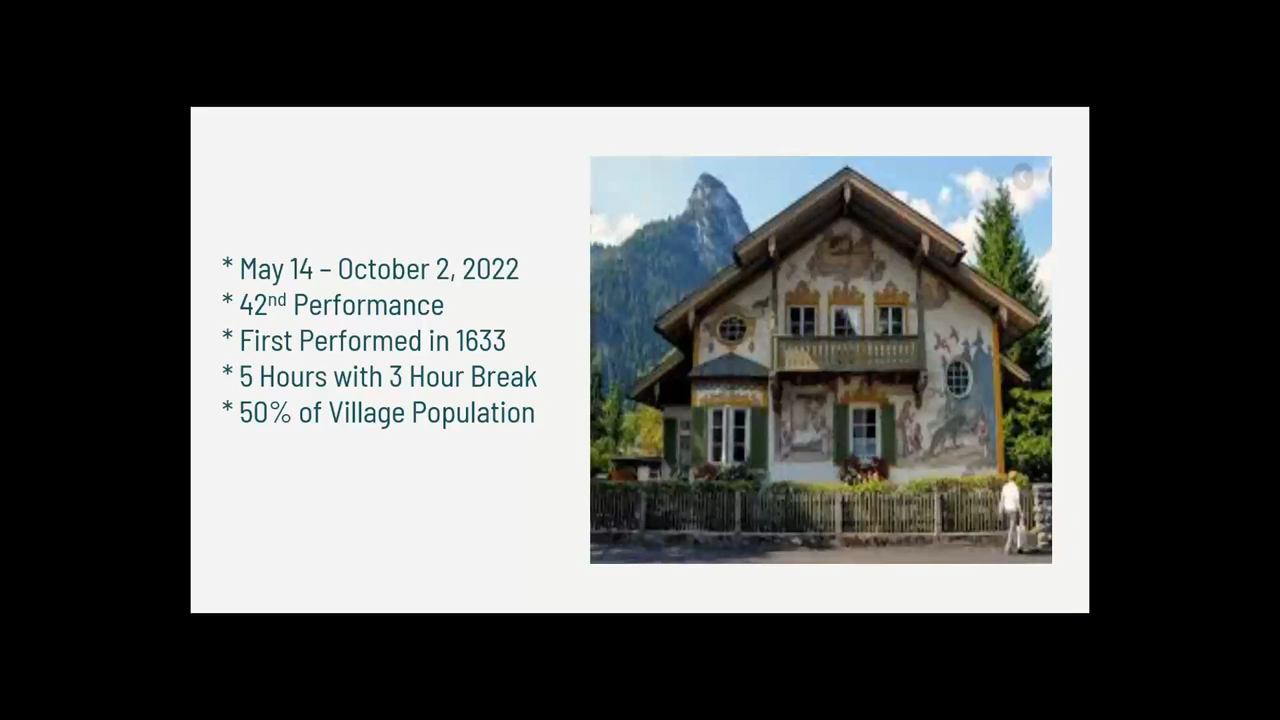 * May 14 – October 2, 2022
* 42nd Performance
* First Performed in 1633
* 5 Hours with 3 Hour Break
* 50% of Village Population